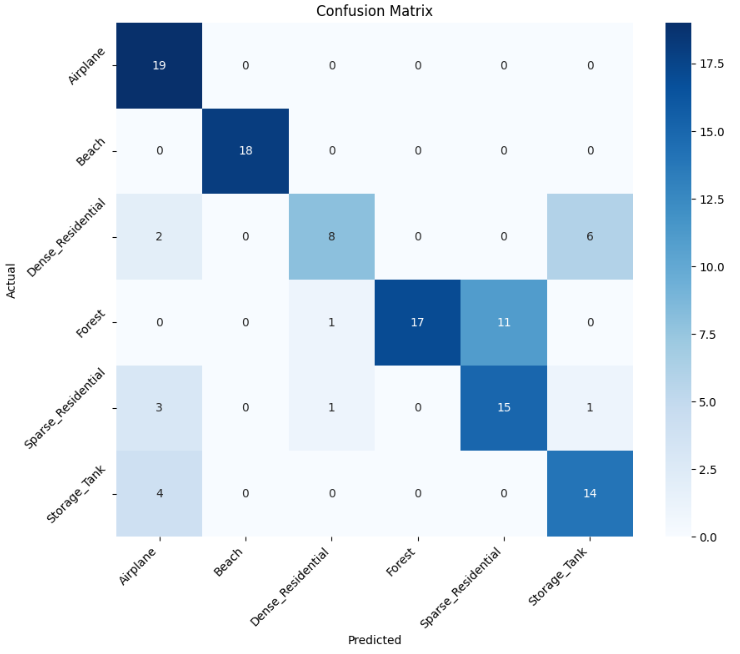 Confusion Matrix
Actual
Airplane 19 0 0 0 0 0
Beach 0 18 0 0 0 0
Dense_Residential 2 0 8 0 0 6
Forest 0 0 1 17 11 0
Sparse_Residential 3 0 1 0 15 1
Storage_Tank 4 0 0 0 0 14
Airplane Beach Dense_Residential Forest Sparse_Residential Storage_Tank
Predicted
17.5
15.0
12.5
10.0
7.5
5.0
2.5
0.0